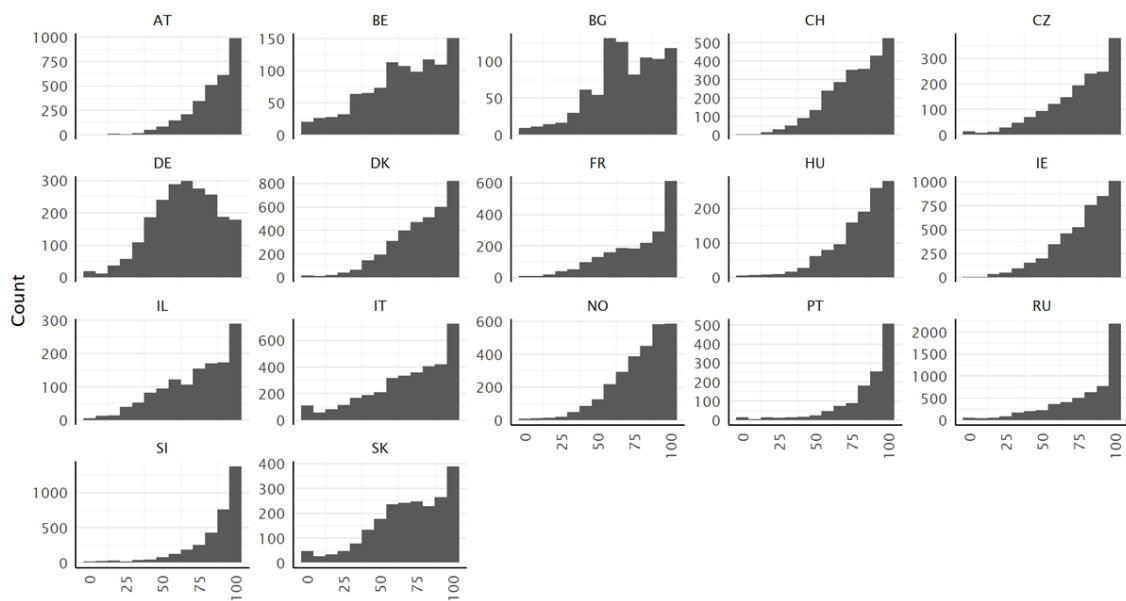 AT BE BG CH CZ
1000 750 500 250 0
150 100 50 0
100 50 0
500 400 300 200 100 0
300 200 100 0
DE DK FR HU IE
300 200 100 0
800 600 400 200 0
600 400 200 0
200 100 0
1000 750 500 250 0
Count
IL IT NO PT RU
300 200 100 0
600 400 200 0
600 400 200 0
500 400 300 200 100 0
2000 1500 1000 500 0
0 25 50 75 100
0 25 50 75 100
0 25 50 75 100
SI SK
1000 500 0
400 300 200 100 0
0 25 50 75 100
0 25 50 75 100